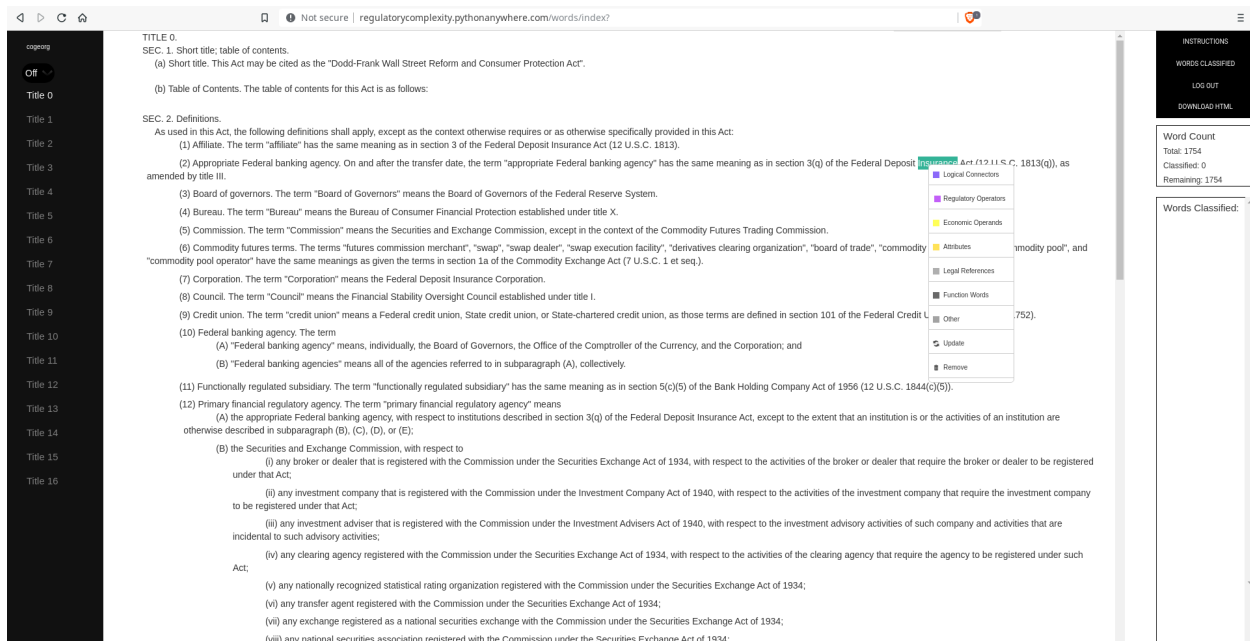 Not secure | regulatorycomplexity.pythonanywhere.com/words/index?
cogeorg
Off
Title 0
Title 1
Title 2
Title 3
Title 4
Title 5
Title 6
Title 7
Title 8
Title 9
Title 10
Title 11
Title 12
Title 13
Title 14
Title 15
Title 16
TITLE 0.
SEC. 1. Short title; table of contents.
(a) Short title. This Act may be cited as the "Dodd-Frank Wall Street Reform and Consumer Protection Act".
(b) Table of Contents. The table of contents for this Act is as follows:
SEC. 2. Definitions.
As used in this Act, the following definitions shall apply, except as the context otherwise requires or as otherwise specifically provided in this Act:
(1) Affiliate. The term "affiliate" has the same meaning as in section 3 of the Federal Deposit Insurance Act (12 U.S.C. 1813).
(2) Appropriate Federal banking agency. On and after the transfer date, the term "appropriate Federal banking agency" has the same meaning as in section 3(q) of the Federal Deposit Insurance Act (12 U.S.C. 1813(q)), as
amended by title III.
(3) Board of governors. The term "Board of Governors" means the Board of Governors of the Federal Reserve System.
(4) Bureau. The term "Bureau" means the Bureau of Consumer Financial Protection established under title X.
(5) Commission. The term "Commission" means the Securities and Exchange Commission, except in the context of the Commodity Futures Trading Commission.
(6) Commodity futures terms. The terms "futures commission merchant", "swap", "swap dealer", "swap execution facility", "derivatives clearing organization", "board of trade", "commodity pool", and
"commodity pool operator" have the same meanings as given the terms in section 1a of the Commodity Exchange Act (7 U.S.C. 1 et seq.).
(7) Corporation. The term "Corporation" means the Federal Deposit Insurance Corporation.
(8) Council. The term "Council" means the Financial Stability Oversight Council established under title I.
(9) Credit union. The term "credit union" means a Federal credit union, State credit union, or State-chartered credit union, as those terms are defined in section 101 of the Federal Credit 752).
(10) Federal banking agency. The term
(A) "Federal banking agency" means, individually, the Board of Governors, the Office of the Comptroller of the Currency, and the Corporation; and
(B) "Federal banking agencies" means all of the agencies referred to in subparagraph (A), collectively.
(11) Functionally regulated subsidiary. The term "functionally regulated subsidiary" has the same meaning as in section 5(c)(5) of the Bank Holding Company Act of 1956 (12 U.S.C. 1844(c)(5)).
(12) Primary financial regulatory agency. The term "primary financial regulatory agency" means
(A) the appropriate Federal banking agency, with respect to institutions described in section 3(q) of the Federal Deposit Insurance Act, except to the extent that an institution is or the activities of an institution are
otherwise described in subparagraph (B), (C), (D), or (E);
(B) the Securities and Exchange Commission, with respect to
(i) any broker or dealer that is registered with the Commission under the Securities Exchange Act of 1934, with respect to the activities of the broker or dealer that require the broker or dealer to be registered
under that Act;
(ii) any investment company that is registered with the Commission under the Investment Company Act of 1940, with respect to the activities of the investment company that require the investment company
to be registered under that Act;
(iii) any investment adviser that is registered with the Commission under the Investment Advisers Act of 1940, with respect to the investment advisory activities of such company and activities that are
incidental to such advisory activities;
(iv) any clearing agency registered with the Commission under the Securities Exchange Act of 1934, with respect to the activities of the clearing agency that require the agency to be registered under such
Act;
(v) any nationally recognized statistical rating organization registered with the Commission under the Securities Exchange Act of 1934;
(vi) any transfer agent registered with the Commission under the Securities Exchange Act of 1934;
(vii) any exchange registered as a national securities exchange with the Commission under the Securities Exchange Act of 1934;
(viii) any national securities association registered with the Commission under the Securities Exchange Act of 1934;
Logical Connectors
Regulatory Operators
Economic Operands
Attributes
Legal References
Function Words
Other
Update
Remove
INSTRUCTIONS
WORDS CLASSIFIED
LOG OUT
DOWNLOAD HTML
Word Count
Total: 1754
Classified: 0
Remaining: 1754
Words Classified: